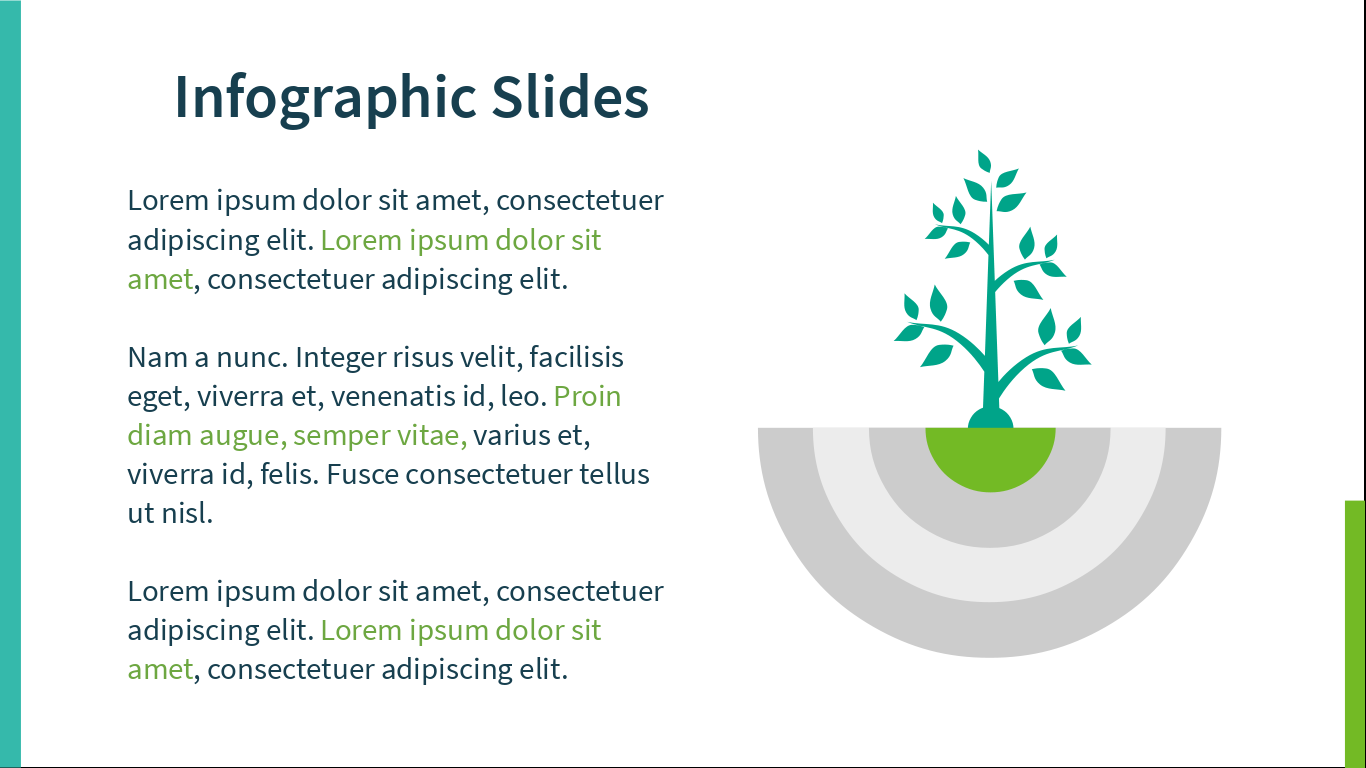 Infographic Slides
Lorem ipsum dolor sit amet, consectetuer
adipiscing elit. Lorem ipsum dolor sit
amet, consectetuer adipiscing elit.
Nam a nunc. Integer risus velit, facilisis
eget, viverra et, venenatis id, leo. Proin
diam augue, semper vitae, varius et,
viverra id, felis. Fusce consectetuer tellus
ut nisl.
Lorem ipsum dolor sit amet, consectetuer
adipiscing elit. Lorem ipsum dolor sit
amet, consectetuer adipiscing elit.